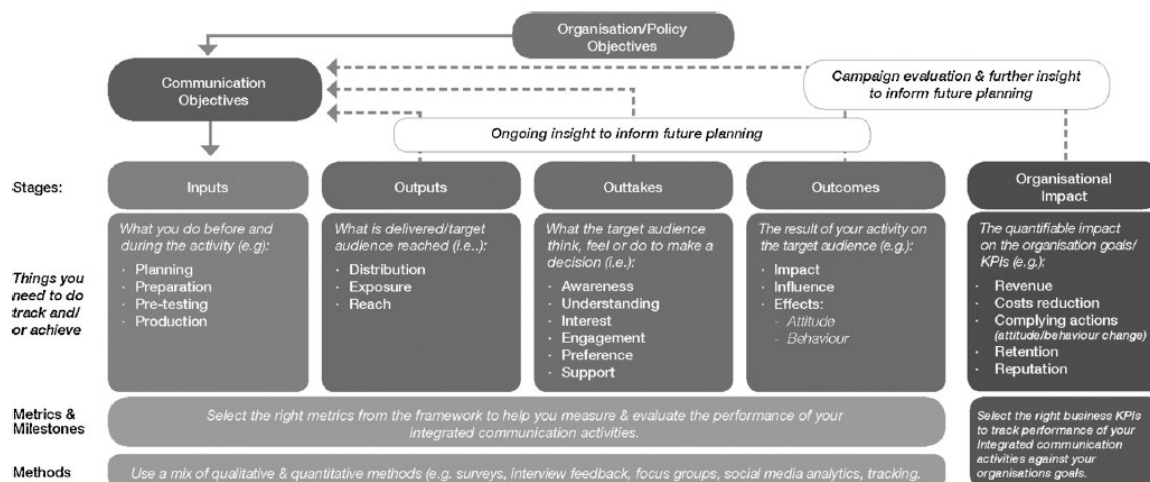 Organisation/Policy
Objectives
Communication
Objectives
Campaign evaluation & further insight
to inform future planning
Ongoing insight to inform future planning
Stages:
Inputs
Outputs
Outtakes
Outcomes
Organisational
Impact
Things you
need to do
track and/
or achieve
What you do before and
during the activity (e.g):
· Planning
· Preparation
· Pre-testing
· Production
What is delivered/target
audience reached (i.e..):
· Distribution
· Exposure
· Reach
What the target audience
think, feel or do to make a
decision (i.e.):
· Awareness
· Understanding
· Interest
· Engagement
· Preference
· Support
The result of your activity on
the target audience (e.g.):
· Impact
· Influence
· Effects:
- Attitude
- Behaviour
The quantifiable impact
on the organisation goals/
KPIs (e.g.):
· Revenue
· Costs reduction
· Complying actions
(attitude/behaviour change)
· Retention
· Reputation
Metrics &
Milestones
Select the right metrics from the framework to help you measure & evaluate the performance of your
integrated communication activities.
Select the right business KPIs
to track performance of your
Integrated communication
activities against your
organisations goals.
Methods
Use a mix of qualitative & quantitative methods (e.g. surveys, interview feedback, focus groups, social media analytics, tracking.